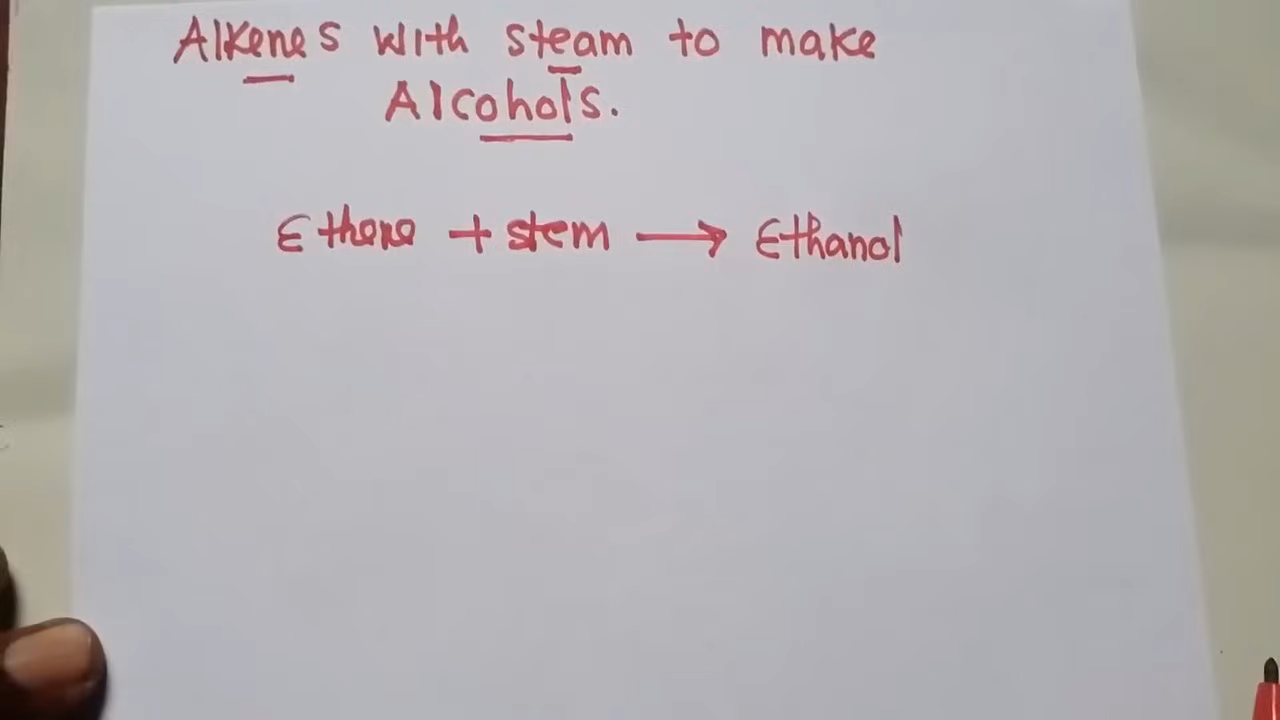 Alkenes with steam to make
Alcohols.
Ethene + stem → Ethanol